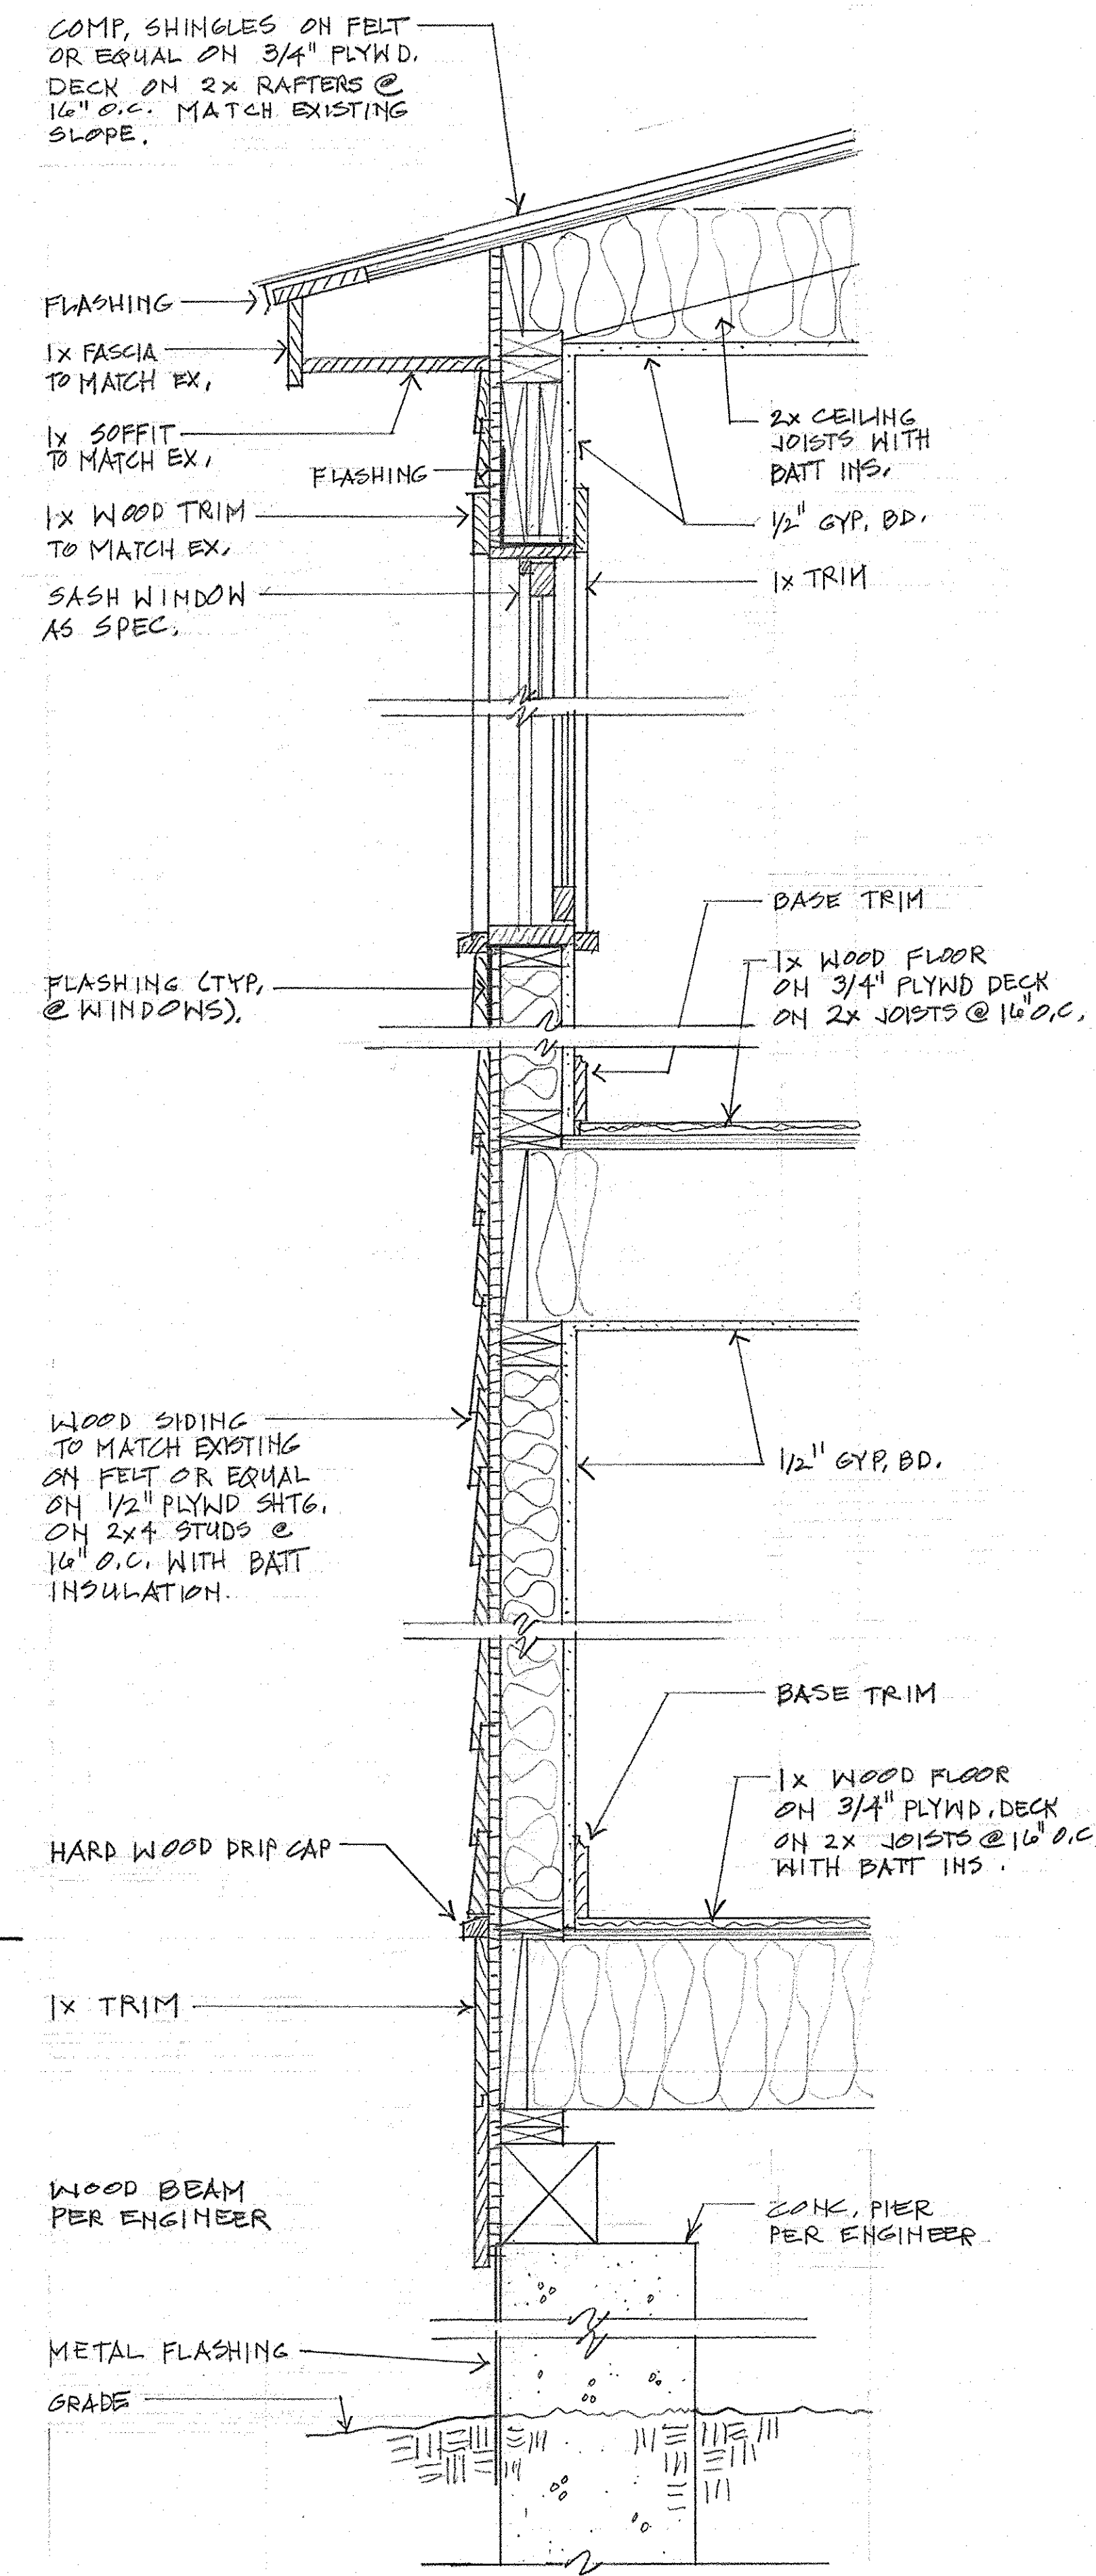 COMP, SHINGLES ON FELT
OR EQUAL ON 3/4" PLYWD.
DECK ON 2x RAFTERS @
16" O.C. MATCH EXISTING
SLOPE.
FLASHING
1x FASCIA
TO MATCH EX.
1x SOFFIT
TO MATCH EX.
FLASHING
1x WOOD TRIM
TO MATCH EX.
SASH WINDOW
AS SPEC.
2x CEILING
JOISTS WITH
BATT INS.
1/2" GYP. BD.
1x TRIM
BASE TRIM
1x WOOD FLOOR
ON 3/4" PLYWD DECK
ON 2x JOISTS @ 16" O.C.
FLASHING (TYP.
@ WINDOWS).
WOOD SIDING
TO MATCH EXISTING
ON FELT OR EQUAL
ON 1/2" PLYWD SHTG.
ON 2x4 STUDS @
16" O.C. WITH BATT
INSULATION.
1/2" GYP. BD.
BASE TRIM
1x WOOD FLOOR
ON 3/4" PLYWD. DECK
ON 2x JOISTS @ 16" O.C.
WITH BATT INS.
HARD WOOD DRIP CAP
1x TRIM
WOOD BEAM
PER ENGINEER
CONC. PIER
PER ENGINEER
METAL FLASHING
GRADE